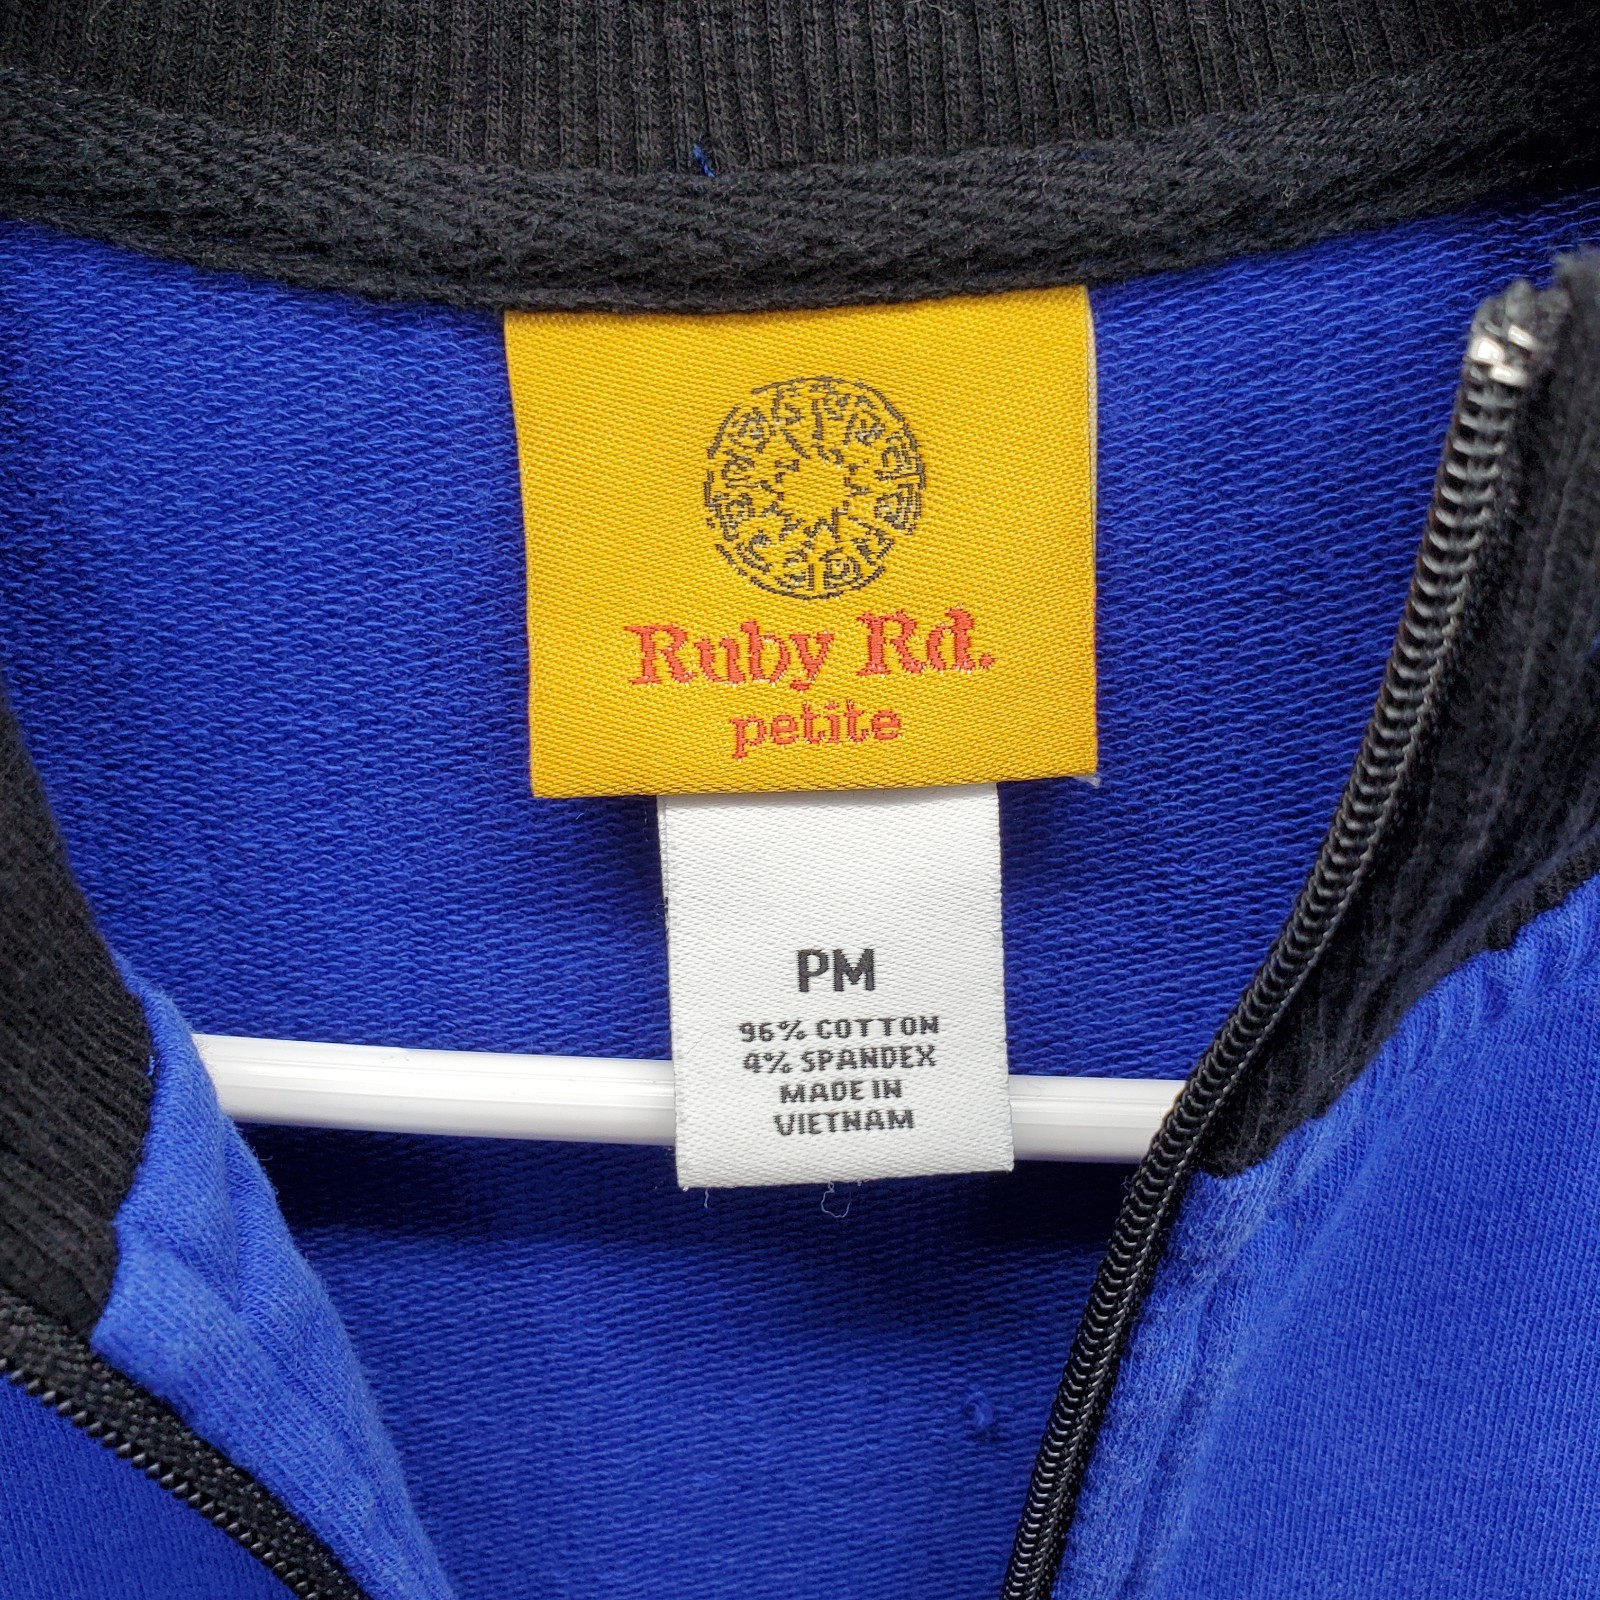 Ruby Rd.
petite
PM
96% COTTON
4% SPANDEX
MADE IN
VIETNAM